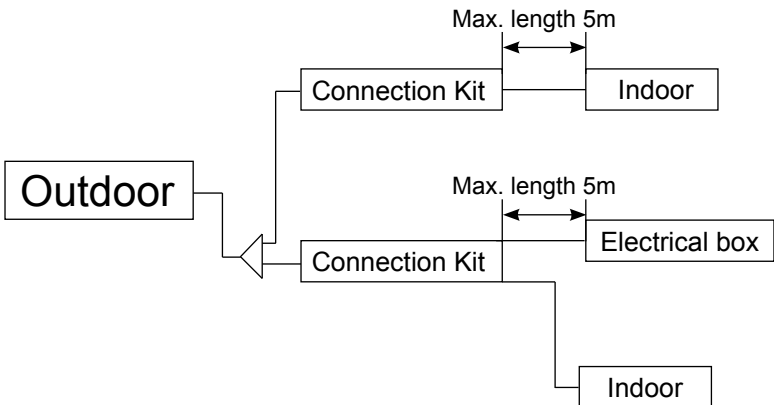 Max. length 5m
Connection Kit
Indoor
Outdoor
Max. length 5m
Electrical box
Connection Kit
Indoor